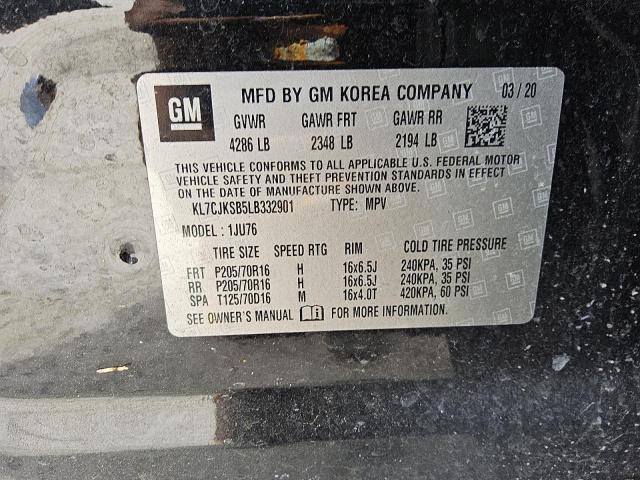 GM MFD BY GM KOREA COMPANY 03/20
GVWR GAWR FRT GAWR RR
4286 LB 2348 LB 2194 LB
THIS VEHICLE CONFORMS TO ALL APPLICABLE U.S. FEDERAL MOTOR
VEHICLE SAFETY AND THEFT PREVENTION STANDARDS IN EFFECT
ON THE DATE OF MANUFACTURE SHOWN ABOVE.
KL7CJKSB5LB332901 TYPE: MPV
MODEL : 1JU76
TIRE SIZE SPEED RTG RIM COLD TIRE PRESSURE
FRT P205/70R16 H 16x6.5J 240KPA, 35 PSI
RR P205/70R16 H 16x6.5J 240KPA, 35 PSI
SPA T125/70D16 M 16x4.0T 420KPA, 60 PSI
SEE OWNER'S MANUAL FOR MORE INFORMATION.